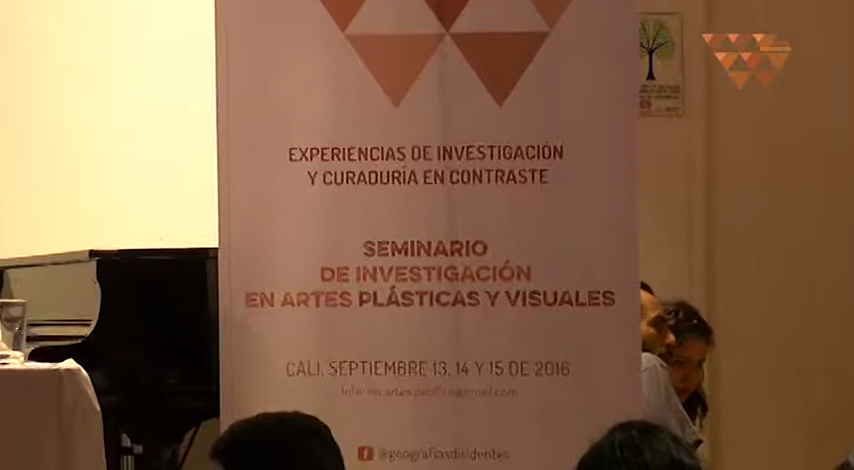 EXPERIENCIAS DE INVESTIGACIÓN
Y CURADURÍA EN CONTRASTE
SEMINARIO
DE INVESTIGACIÓN
EN ARTES PLÁSTICAS Y VISUALES
CALI, SEPTIEMBRE 13, 14 Y 15 DE 2016
@geografiasdisidentes